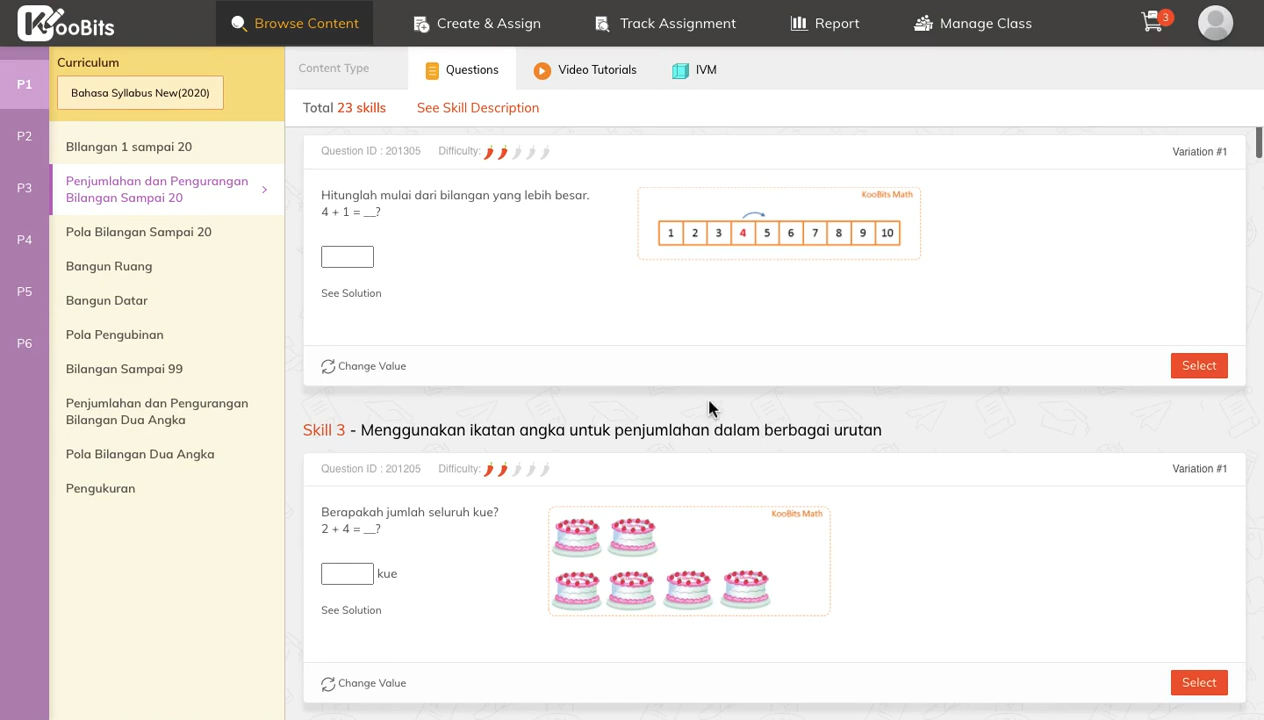 KooBits
Browse Content
Create & Assign
Track Assignment
Report
Manage Class
3
P1
P2
P3
P4
P5
P6
Curriculum
Bahasa Syllabus New(2020)
BIlangan 1 sampai 20
Penjumlahan dan Pengurangan
Bilangan Sampai 20
Pola Bilangan Sampai 20
Bangun Ruang
Bangun Datar
Pola Pengubinan
Bilangan Sampai 99
Penjumlahan dan Pengurangan
Bilangan Dua Angka
Pola Bilangan Dua Angka
Pengukuran
Content Type
Questions
Video Tutorials
IVM
Total 23 skills
See Skill Description
Question ID : 201305
Difficulty:
Variation #1
Hitunglah mulai dari bilangan yang lebih besar.
4 + 1 = __?
KooBits Math
1 2 3 4 5 6 7 8 9 10
See Solution
Change Value
Select
Skill 3 - Menggunakan ikatan angka untuk penjumlahan dalam berbagai urutan
Question ID : 201205
Difficulty:
Variation #1
Berapakah jumlah seluruh kue?
2 + 4 = __?
KooBits Math
kue
See Solution
Change Value
Select